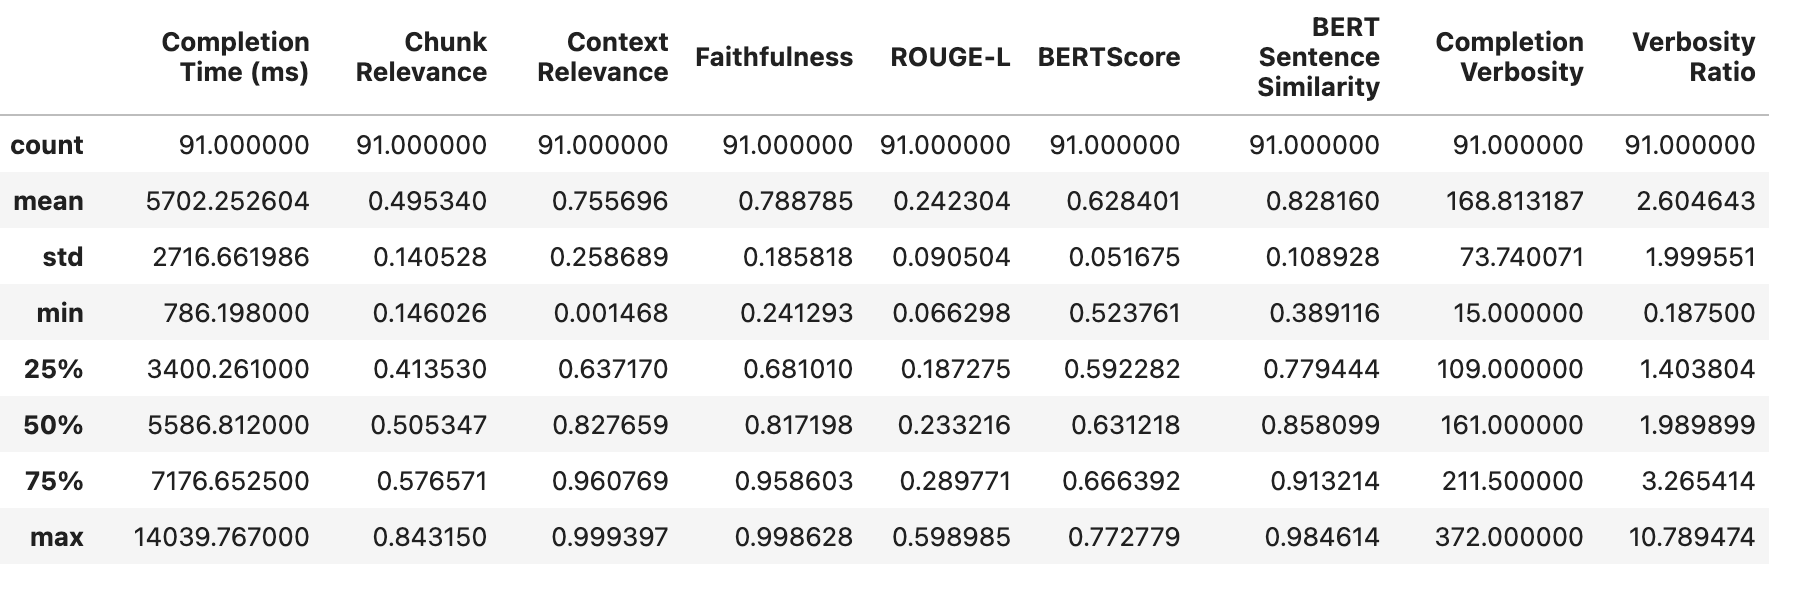 Completion Time (ms) Chunk Relevance Context Relevance Faithfulness ROUGE-L BERTScore BERT Sentence Similarity Completion Verbosity Verbosity Ratio
count 91.000000 91.000000 91.000000 91.000000 91.000000 91.000000 91.000000 91.000000 91.000000
mean 5702.252604 0.495340 0.755696 0.788785 0.242304 0.628401 0.828160 168.813187 2.604643
std 2716.661986 0.140528 0.258689 0.185818 0.090504 0.051675 0.108928 73.740071 1.999551
min 786.198000 0.146026 0.001468 0.241293 0.066298 0.523761 0.389116 15.000000 0.187500
25% 3400.261000 0.413530 0.637170 0.681010 0.187275 0.592282 0.779444 109.000000 1.403804
50% 5586.812000 0.505347 0.827659 0.817198 0.233216 0.631218 0.858099 161.000000 1.989899
75% 7176.652500 0.576571 0.960769 0.958603 0.289771 0.666392 0.913214 211.500000 3.265414
max 14039.767000 0.843150 0.999397 0.998628 0.598985 0.772779 0.984614 372.000000 10.789474